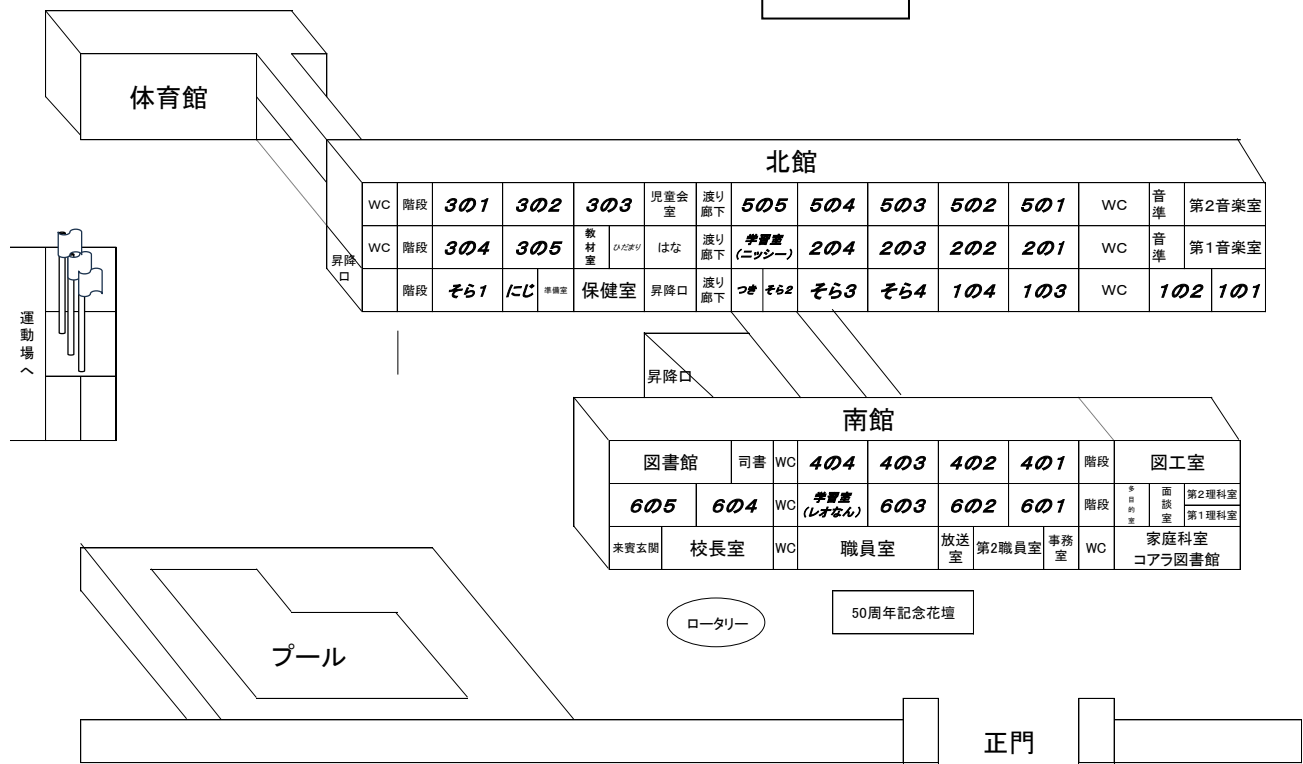 体育館
北館
WC 階段 3の1 3の2 3の3 児童会室 渡り廊下 5の5 5の4 5の3 5の2 5の1 WC 音準 第2音楽室
WC 階段 3の4 3の5 教材室 ひだまり はな 渡り廊下 学習室(ニッシー) 2の4 2の3 2の2 2の1 WC 音準 第1音楽室
昇降口
階段 そら1 にじ 準備室 保健室 昇降口 渡り廊下 つき そら2 そら3 そら4 1の4 1の3 WC 1の2 1の1
運動場へ
昇降口
南館
図書館 司書 WC 4の4 4の3 4の2 4の1 階段 図工室
6の5 6の4 WC 学習室(レオなん) 6の3 6の2 6の1 階段 多目的室 面談室 第2理科室
第1理科室
来賓玄関 校長室 WC 職員室 放送室 第2職員室 事務室 WC 家庭科室
コアラ図書館
ロータリー
50周年記念花壇
プール
正門